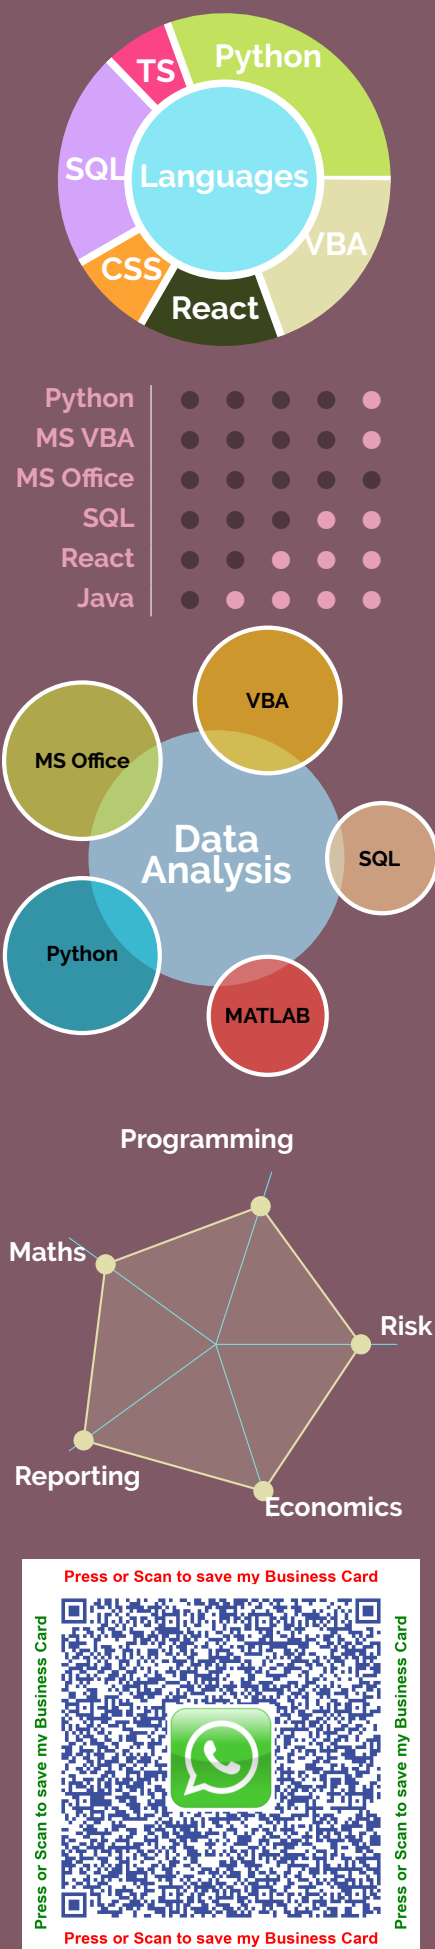 Python
TS
SQL
Languages
VBA
CSS
React
Python
MS VBA
MS Office
SQL
React
Java
VBA
MS Office
Data
Analysis
SQL
Python
MATLAB
Programming
Maths
Risk
Reporting
Economics
Press or Scan to save my Business Card
Press or Scan to save my Business Card
Press or Scan to save my Business Card
Press or Scan to save my Business Card